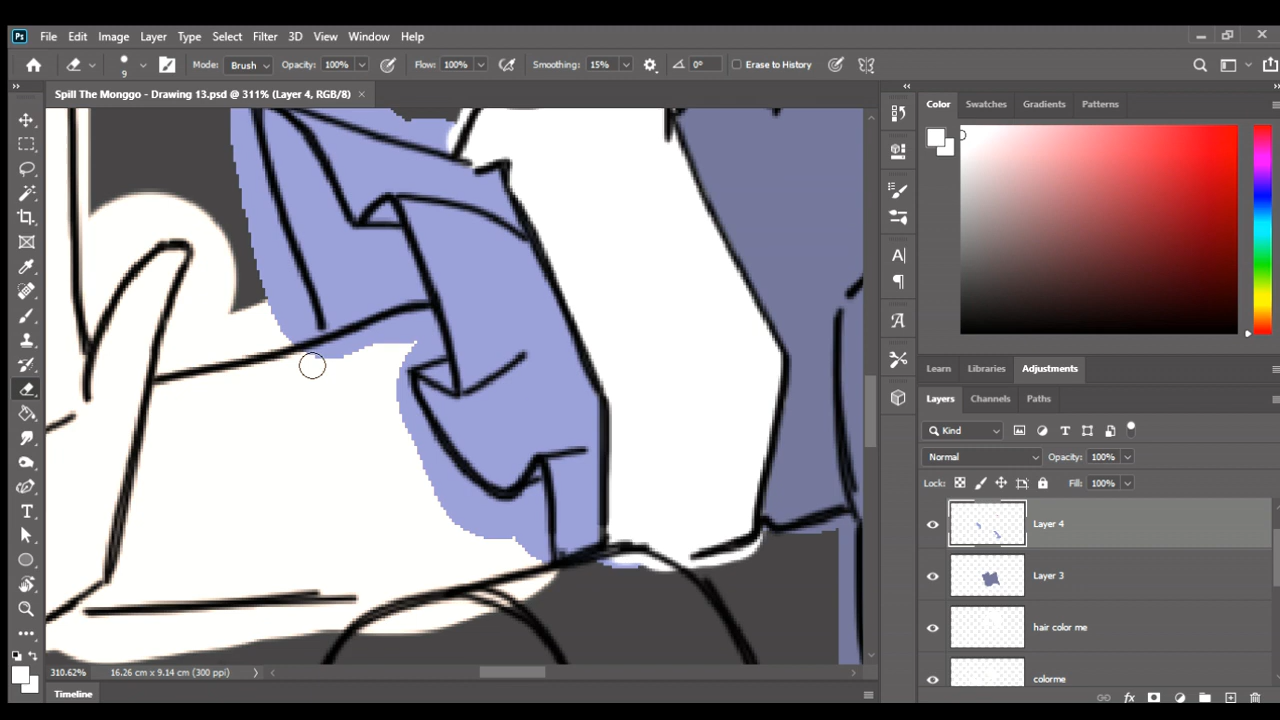 Ps File Edit Image Layer Type Select Filter 3D View Window Help
9 Mode: Brush Opacity: 100% Flow: 100% Smoothing: 15% 0° Erase to History
Spill The Monggo - Drawing 13.psd @ 311% (Layer 4, RGB/8)
Color Swatches Gradients Patterns
Learn Libraries Adjustments
Layers Channels Paths
Kind
Normal Opacity: 100%
Lock: Fill: 100%
Layer 4
Layer 3
hair color me
colorme
310.62% 16.26 cm x 9.14 cm (300 ppi)
Timeline